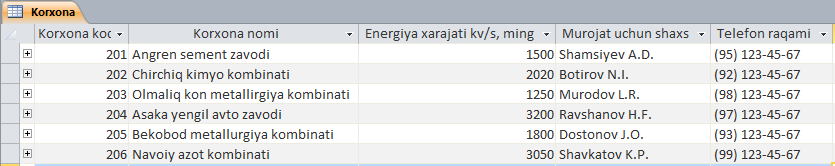 Korxona
Korxona koc Korxona nomi Energiya xarajati kv/s, ming Murojat uchun shaxs Telefon raqami
201 Angren sement zavodi 1500 Shamsiyev A.D. (95) 123-45-67
202 Chirchiq kimyo kombinati 2020 Botirov N.I. (92) 123-45-67
203 Olmaliq kon metallirgiya kombinati 1250 Murodov L.R. (98) 123-45-67
204 Asaka yengil avto zavodi 3200 Ravshanov H.F. (97) 123-45-67
205 Bekobod metallurgiya kombinati 1800 Dostonov J.O. (93) 123-45-67
206 Navoiy azot kombinati 3050 Shavkatov K.P. (99) 123-45-67